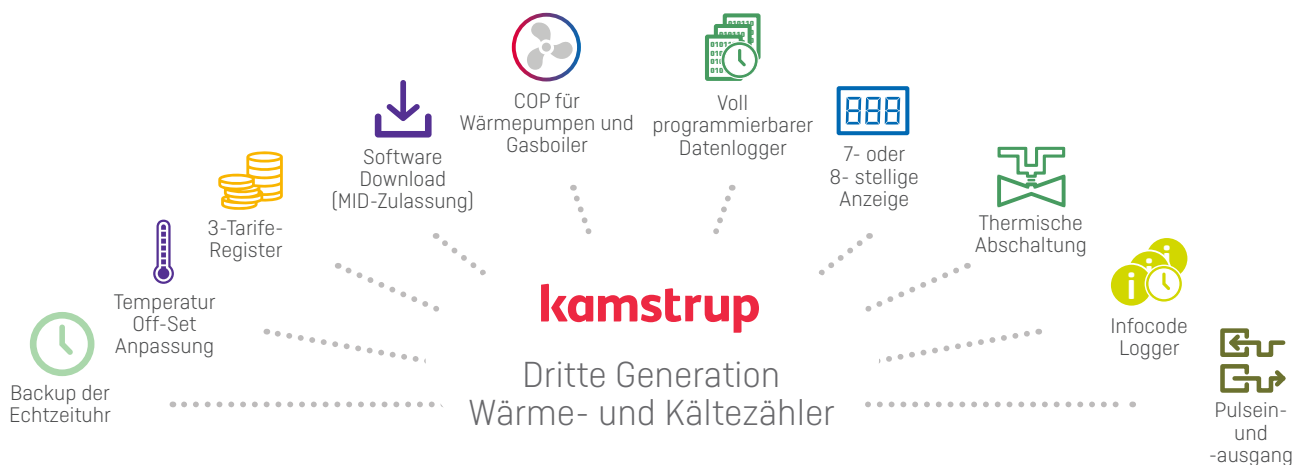 COP für
Wärmepumpen und
Gasboiler
Voll
programmierbarer
Datenlogger
888
7- oder
8- stellige
Anzeige
Software
Download
(MID-Zulassung)
3-Tarife-
Register
Thermische
Abschaltung
Temperatur
Off-Set
Anpassung
Infocode
Logger
Backup der
Echtzeituhr
Pulsein-
und
-ausgang
kamstrup
Dritte Generation
Wärme- und Kältezähler